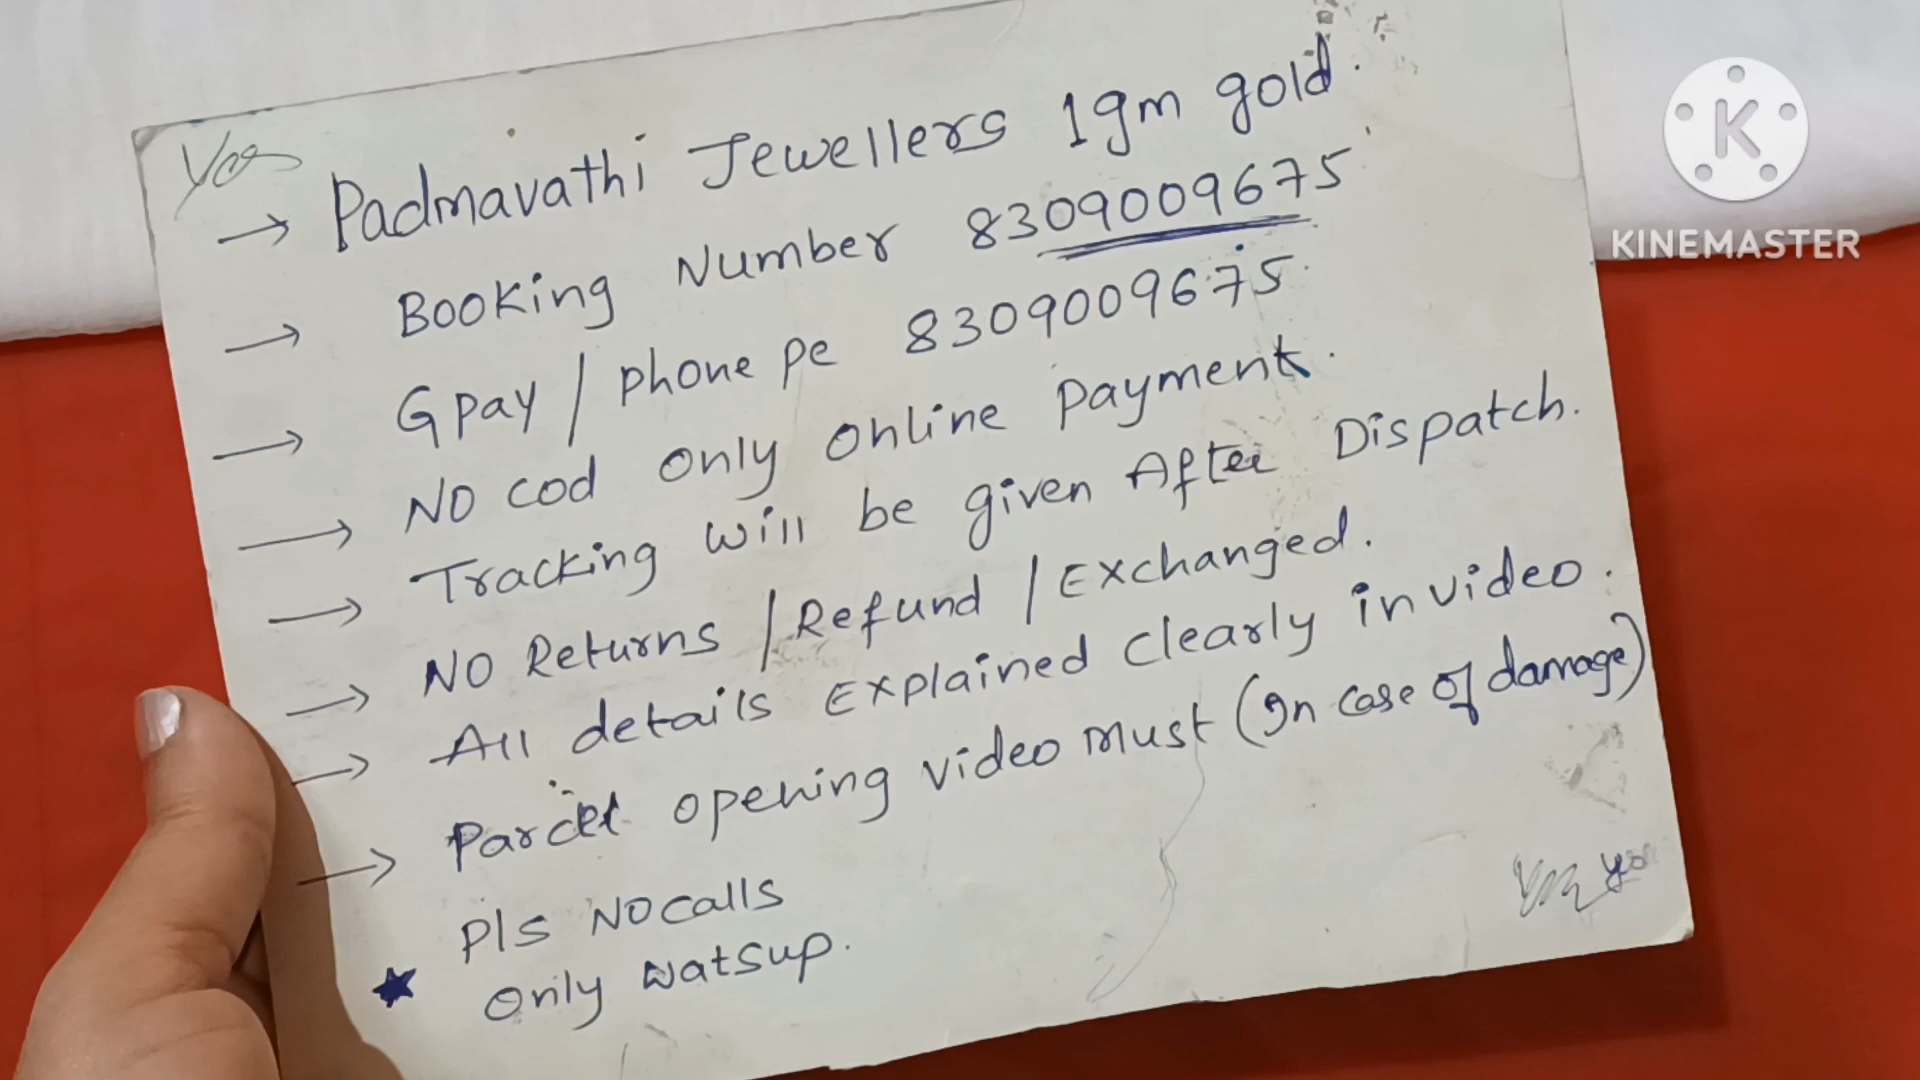 Yes
→ Padmavathi Jewellers 1gm gold.
→ Booking Number 8309009675
→ Gpay / phone pe 8309009675.
→ NO cod only online payment.
→ Tracking will be given After Dispatch.
→ NO Returns / Refund / Exchanged.
→ All details Explained clearly in video.
→ Parcel opening video must (In case of damage)
Pls NO calls
★ only watsup.
K
KINEMASTER